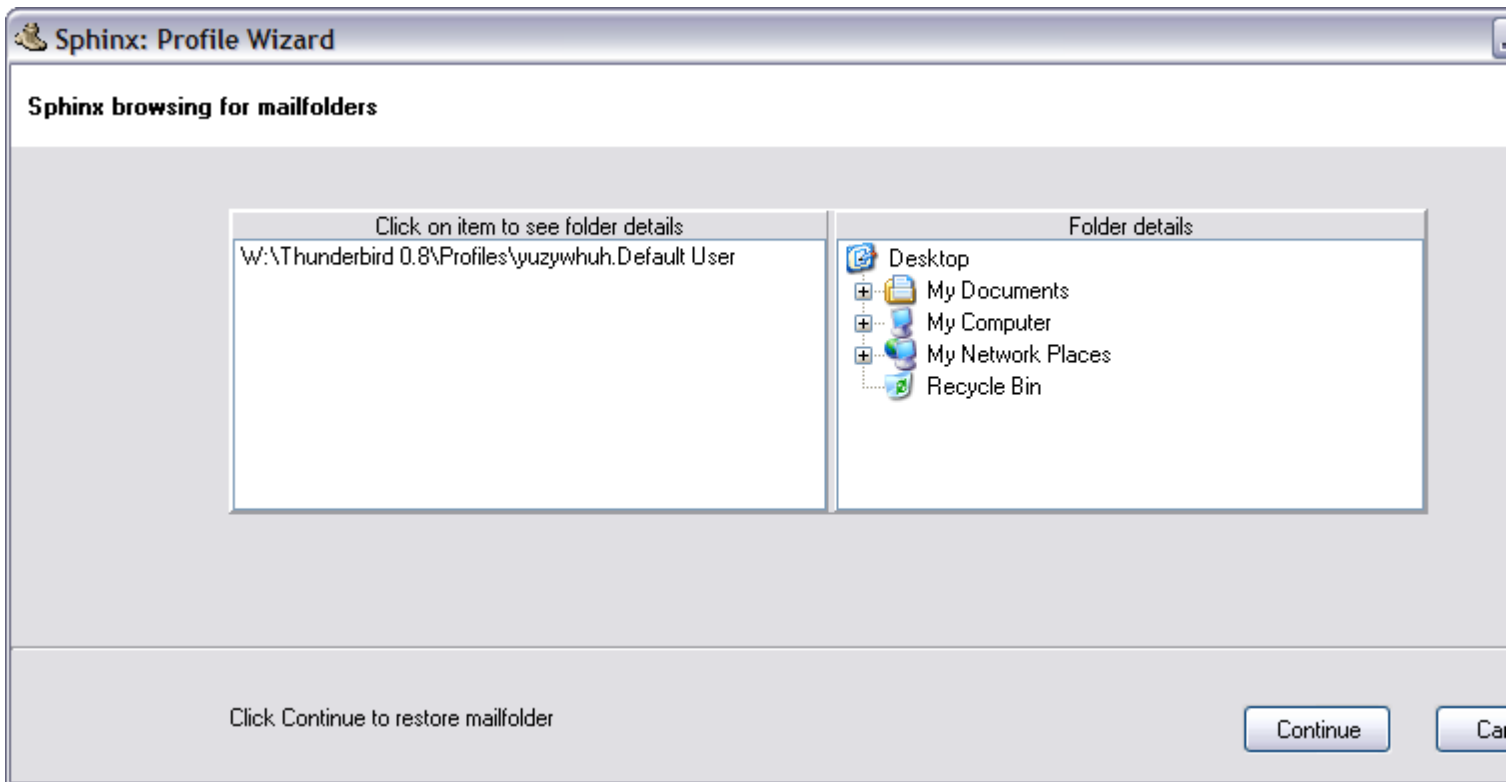 Sphinx: Profile Wizard
Sphinx browsing for mailfolders
Click on item to see folder details
Folder details
W:\Thunderbird 0.8\Profiles\yuzywhuh.Default User
Desktop
My Documents
My Computer
My Network Places
Recycle Bin
Click Continue to restore mailfolder
Continue